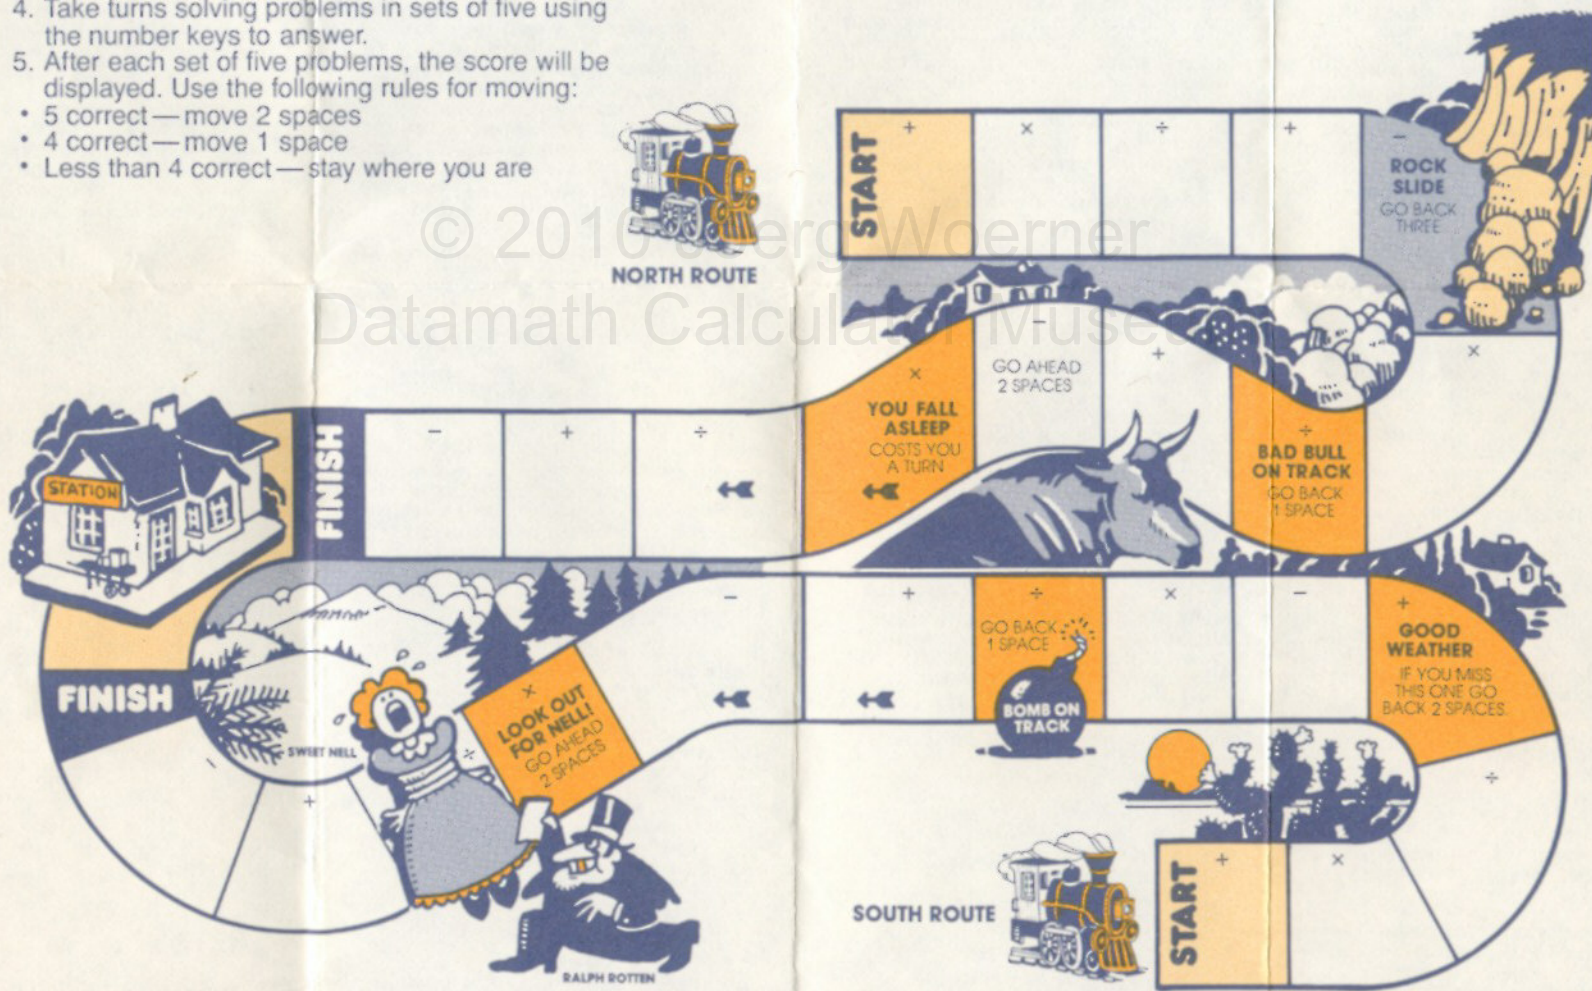 4. Take turns solving problems in sets of five using
the number keys to answer.
5. After each set of five problems, the score will be
displayed. Use the following rules for moving:
• 5 correct—move 2 spaces
• 4 correct—move 1 space
• Less than 4 correct—stay where you are
NORTH ROUTE
© 2010 Joerg Woerner
Datamath Calculator Museum
START
+
×
÷
+
−
ROCK
SLIDE
GO BACK
THREE
×
÷
BAD BULL
ON TRACK
GO BACK
1 SPACE
+
−
GO AHEAD
2 SPACES
×
YOU FALL
ASLEEP
COSTS YOU
A TURN
÷
+
−
FINISH
STATION
SOUTH ROUTE
START
+
×
÷
+
GOOD
WEATHER
IF YOU MISS
THIS ONE GO
BACK 2 SPACES.
−
×
÷
GO BACK
1 SPACE
BOMB ON
TRACK
+
−
×
LOOK OUT
FOR NELL!
GO AHEAD
2 SPACES
÷
SWEET NELL
RALPH ROTTEN
+
−
FINISH